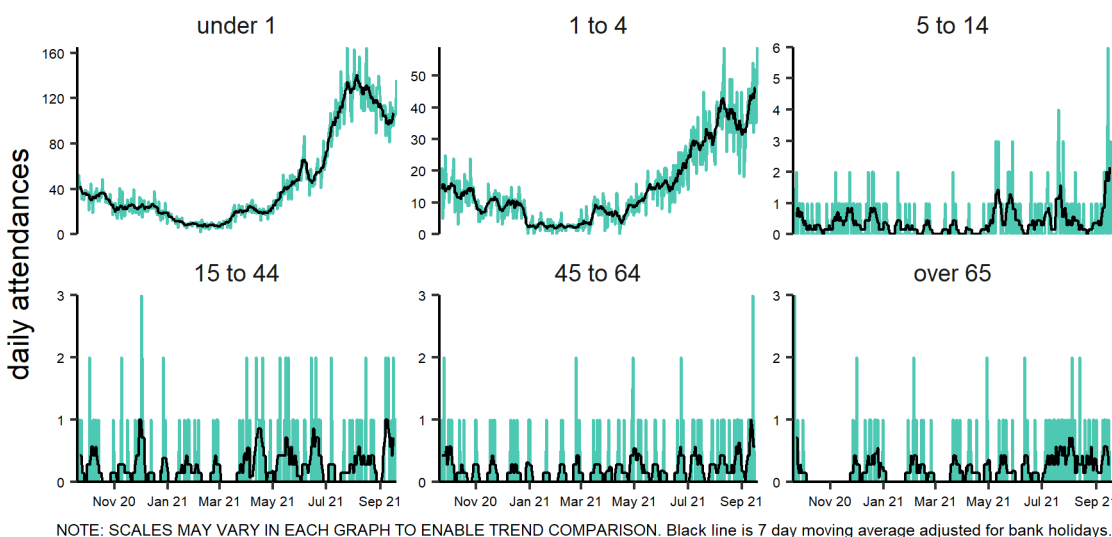 under 1
1 to 4
5 to 14
160
120
80
40
0
50
40
30
20
10
0
6
5
4
3
2
1
0
daily attendances
15 to 44
45 to 64
over 65
3
2
1
0
3
2
1
0
3
2
1
0
Nov 20 Jan 21 Mar 21 May 21 Jul 21 Sep 21
Nov 20 Jan 21 Mar 21 May 21 Jul 21 Sep 21
Nov 20 Jan 21 Mar 21 May 21 Jul 21 Sep 21
NOTE: SCALES MAY VARY IN EACH GRAPH TO ENABLE TREND COMPARISON. Black line is 7 day moving average adjusted for bank holidays.